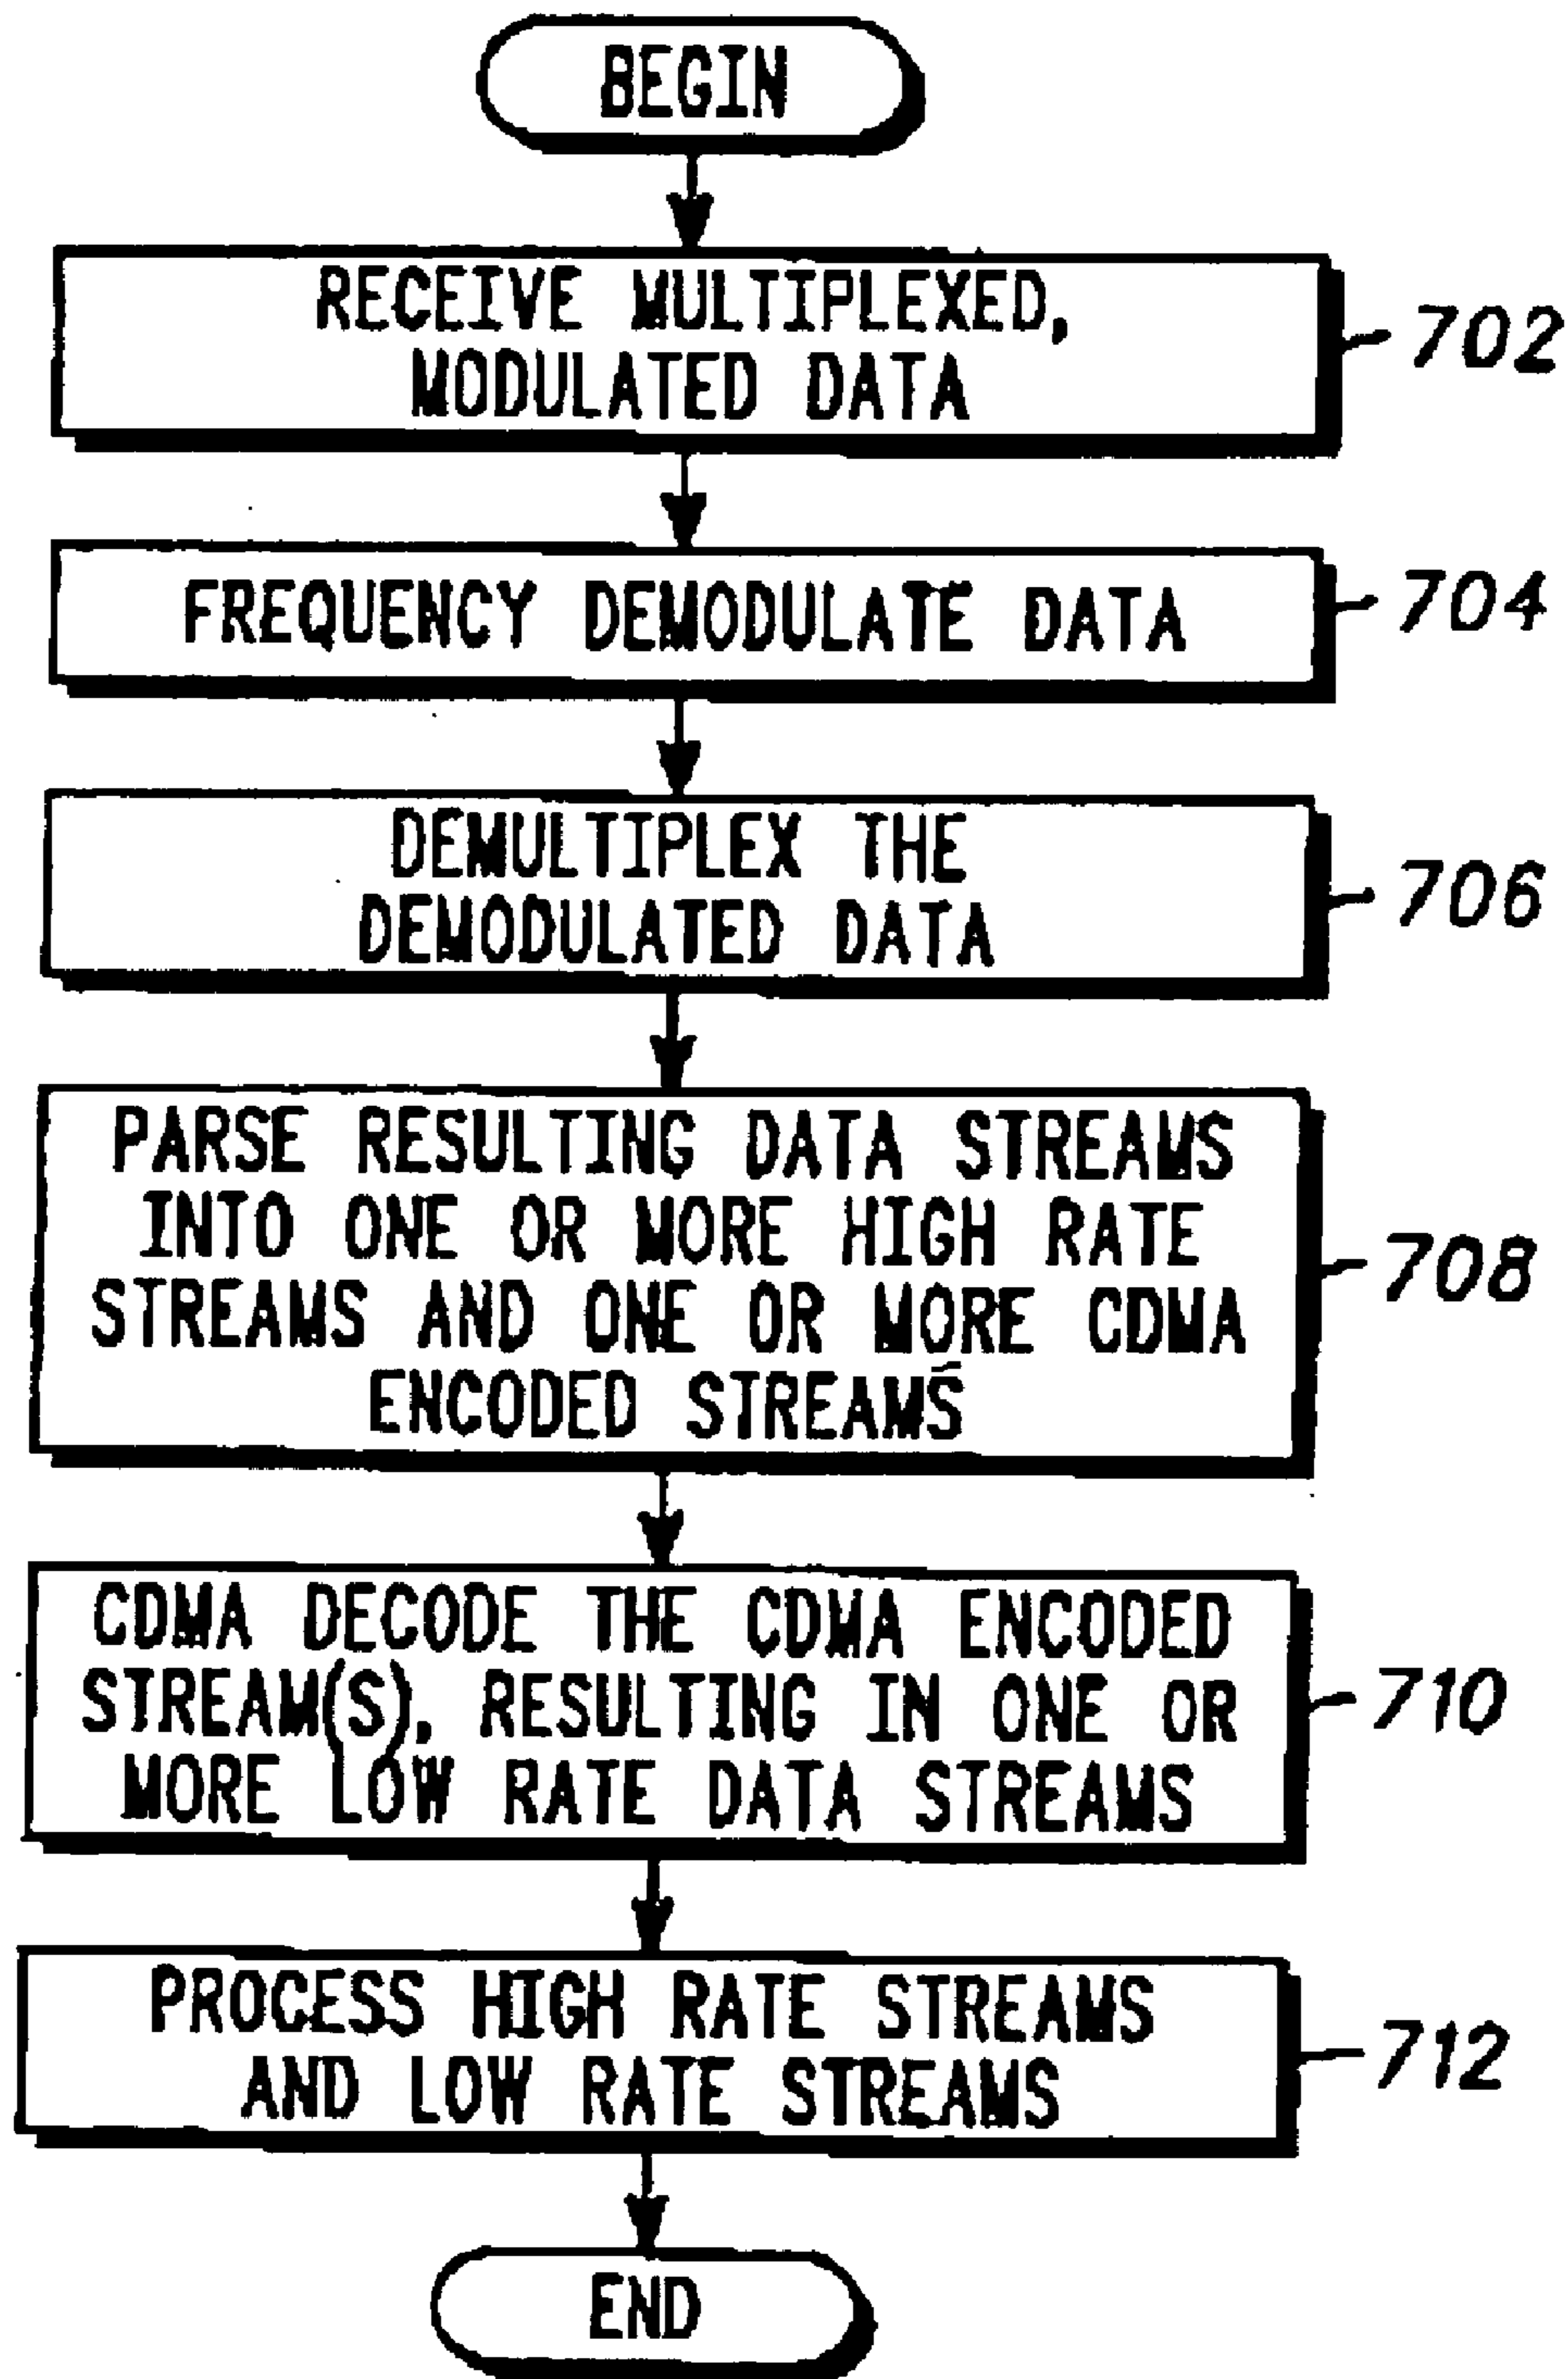 BEGIN
RECEIVE MULTIPLEXED,
MODULATED DATA
702
FREQUENCY DEMODULATE DATA
704
DEMULTIPLEX THE
DEMODULATED DATA
706
PARSE RESULTING DATA STREAMS
INTO ONE OR MORE HIGH RATE
STREAMS AND ONE OR MORE CDMA
ENCODED STREAMS
708
CDMA DECODE THE CDMA ENCODED
STREAM(S), RESULTING IN ONE OR
MORE LOW RATE DATA STREAMS
710
PROCESS HIGH RATE STREAMS
AND LOW RATE STREAMS
712
END